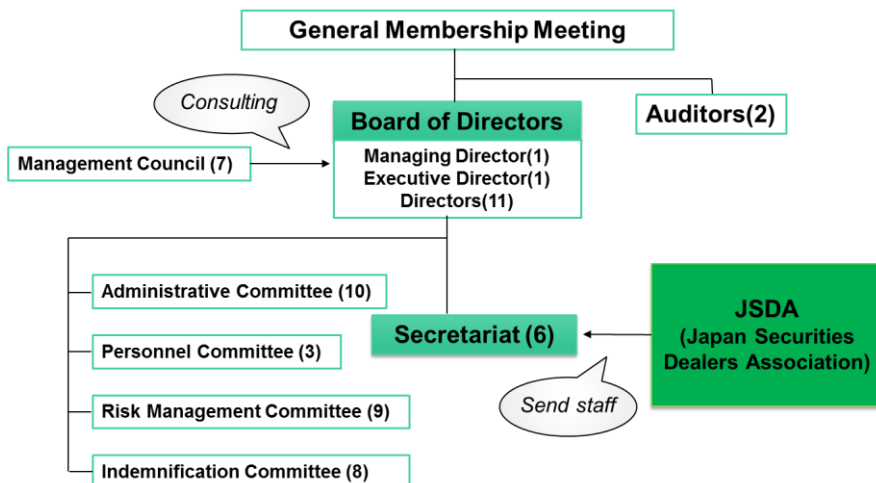 General Membership Meeting
Consulting
Auditors(2)
Board of Directors
Managing Director(1)
Executive Director(1)
Directors(11)
Management Council (7)
Administrative Committee (10)
Personnel Committee (3)
Risk Management Committee (9)
Indemnification Committee (8)
Secretariat (6)
Send staff
JSDA
(Japan Securities
Dealers Association)